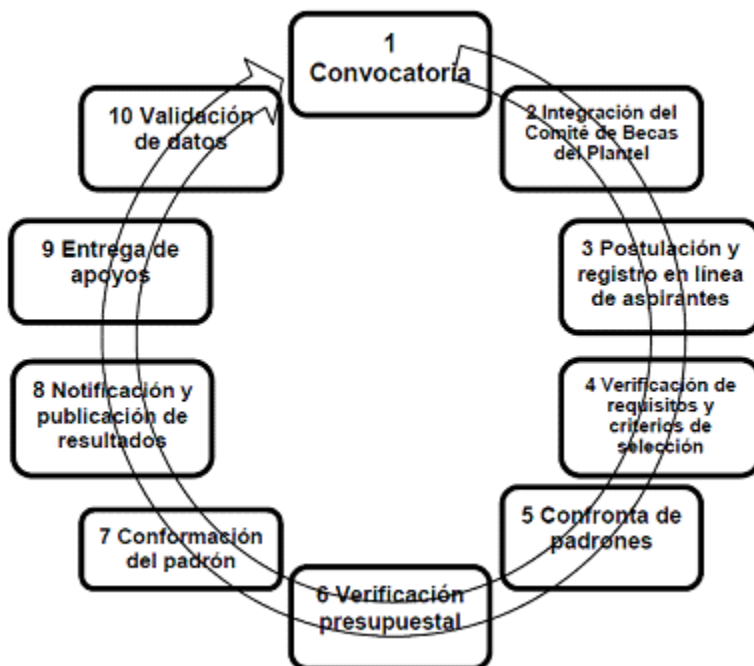 1
Convocatoria
2 Integración del
Comité de Becas
del Plantel
3 Postulación y
registro en línea
de aspirantes
4 Verificación de
requisitos y
criterios de
selección
5 Confronta de
padrones
6 Verificación
presupuestal
7 Conformación
del padrón
8 Notificación y
publicación de
resultados
9 Entrega de
apoyos
10 Validación
de datos